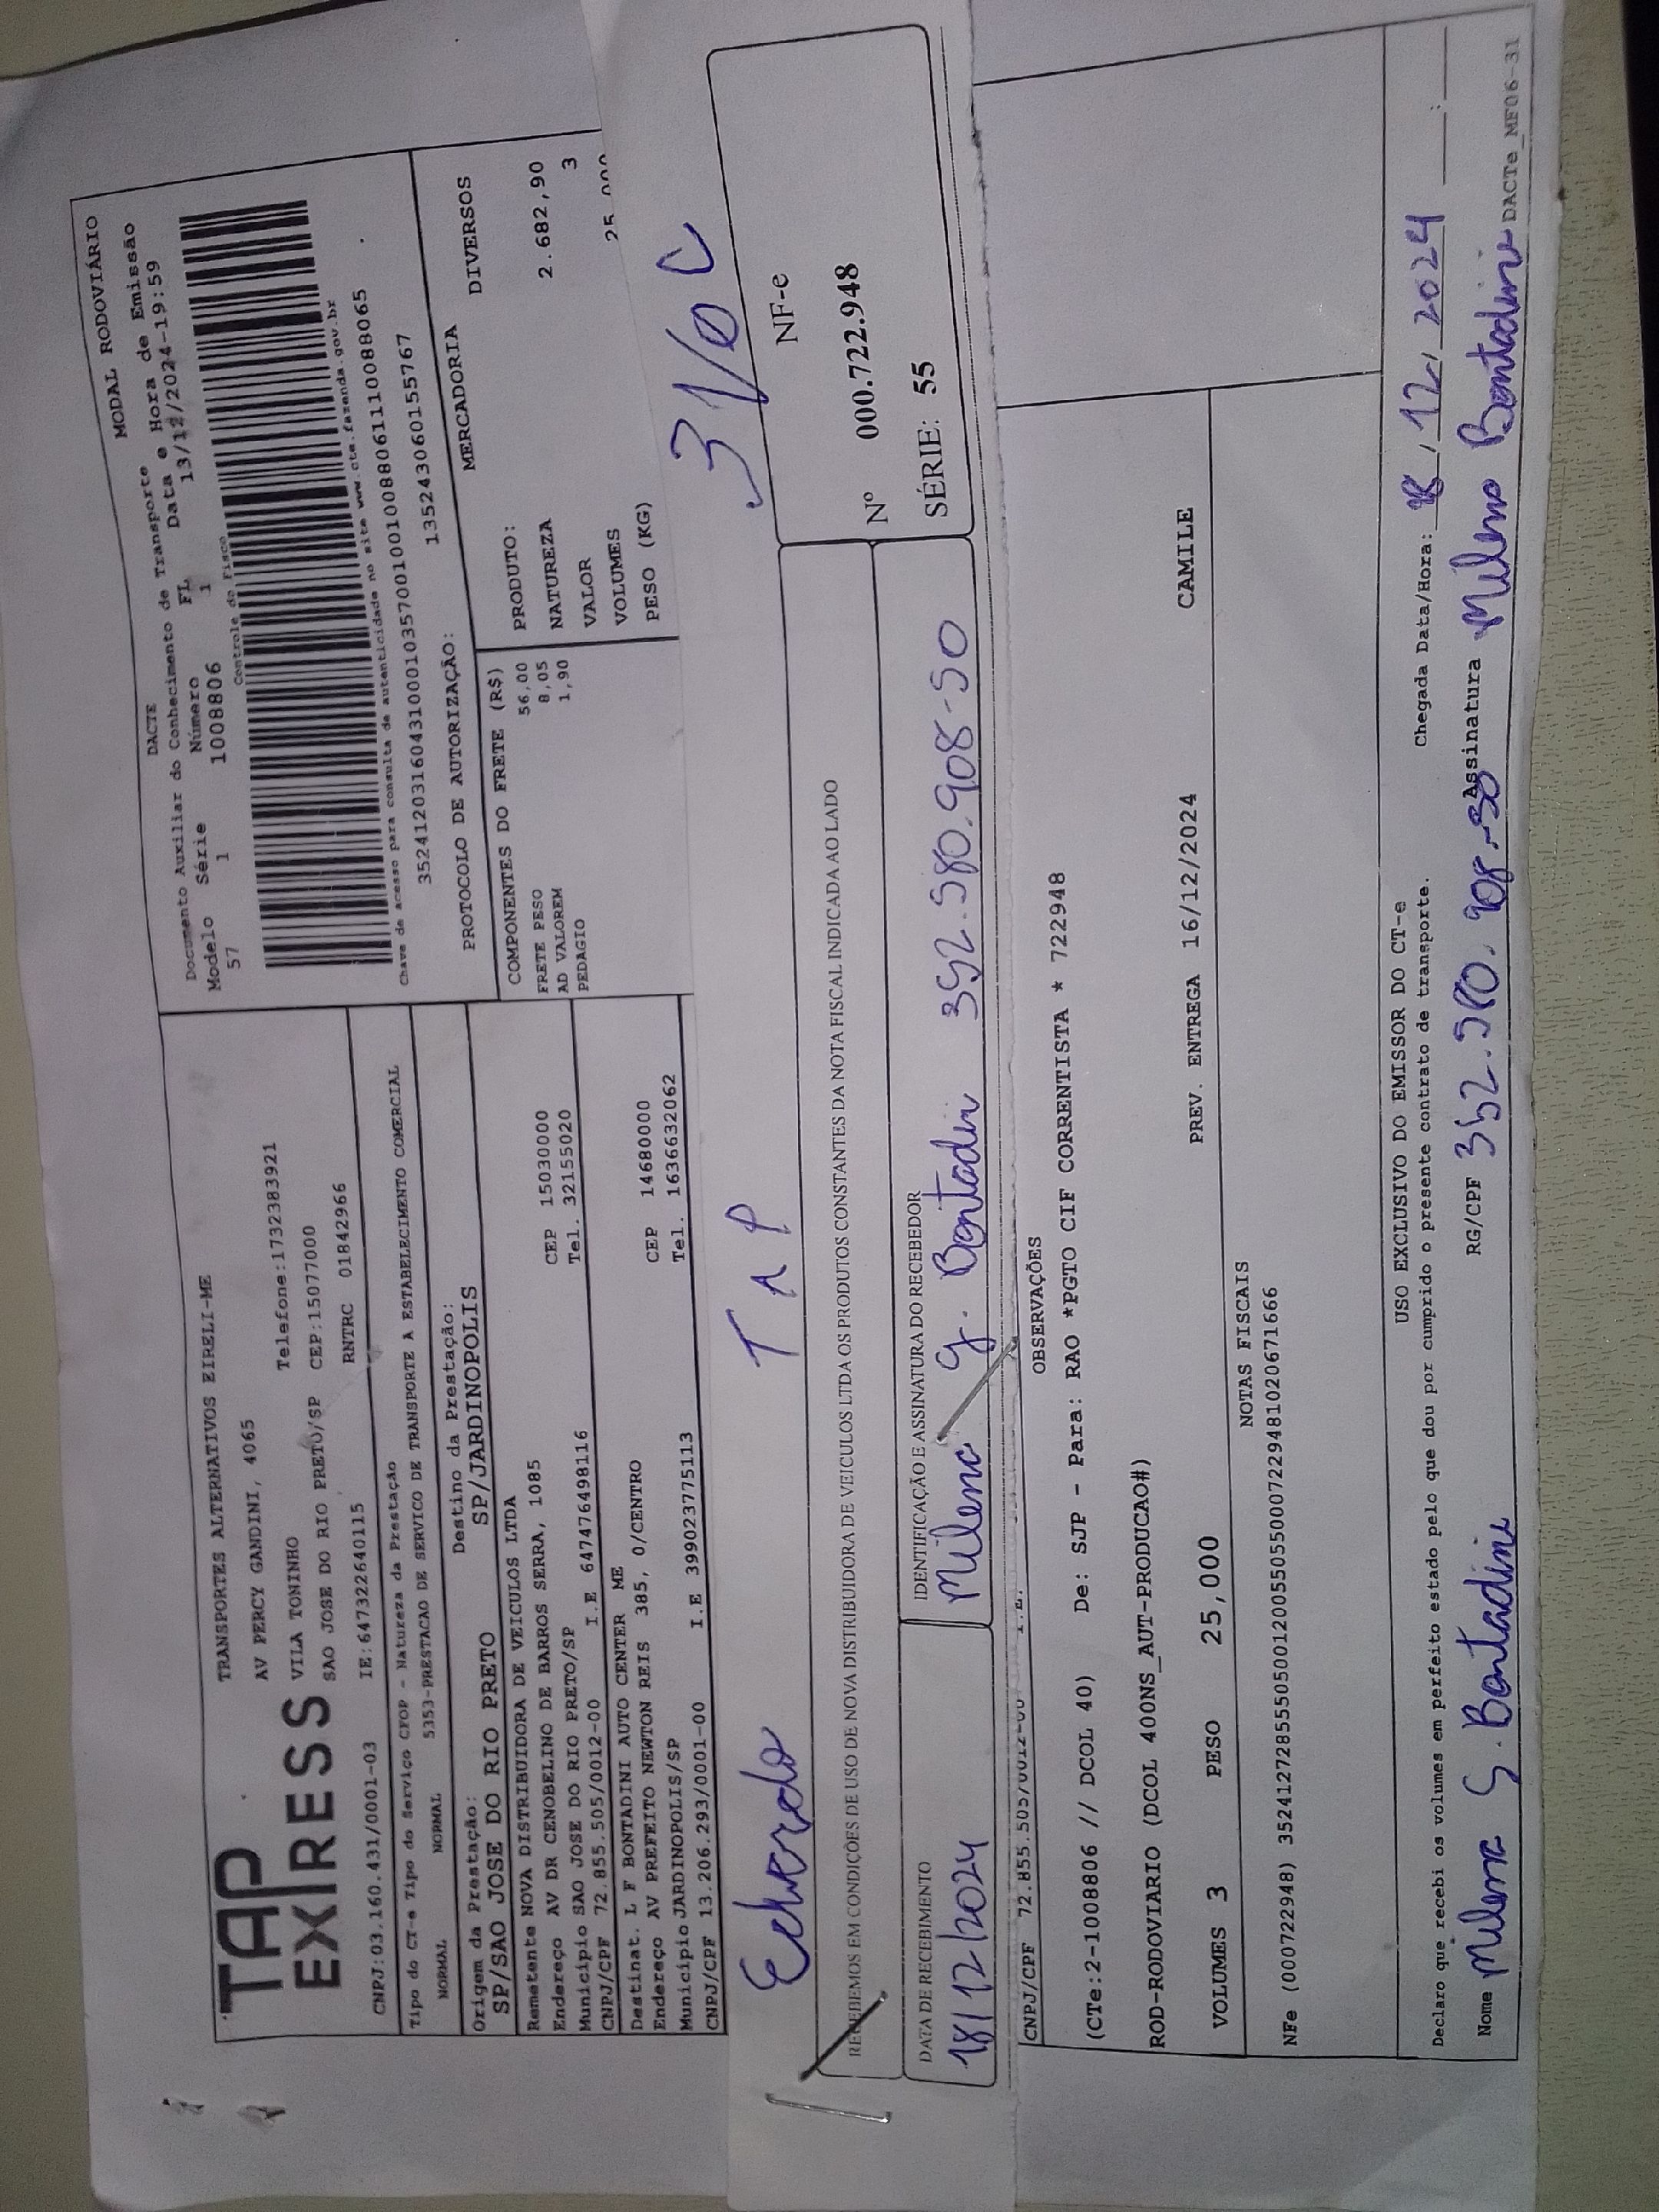 TAP
EXPRESS
TRANSPORTES ALTERNATIVOS EIRELI-ME
AV PERCY GANDINI, 4065
VILA TONINHO Telefone:1732383921
SAO JOSE DO RIO PRETO/SP CEP:15077000
CNPJ:03.160.431/0001-03 IE:647322640115 RNTRC 01842966
DACTE MODAL RODOVIÁRIO
Documento Auxiliar do Conhecimento de Transporte
Modelo Série Número FL Data e Hora de Emissão
57 1 1008806 1 13/12/2024-19:59
Controle do Fisco
Chave de acesso para consulta de autenticidade no site www.cte.fazenda.gov.br
35241203160431000103570010010088061110088065
PROTOCOLO DE AUTORIZAÇÃO: 135243060155767
Tipo do CT-e Tipo do Serviço CFOP - Natureza da Prestação
NORMAL NORMAL 5353-PRESTACAO DE SERVICO DE TRANSPORTE A ESTABELECIMENTO COMERCIAL
Origem da Prestação: Destino da Prestação:
SP/SAO JOSE DO RIO PRETO SP/JARDINOPOLIS
Remetente NOVA DISTRIBUIDORA DE VEICULOS LTDA
Endereço AV DR CENOBELINO DE BARROS SERRA, 1085 CEP 15030000
Município SAO JOSE DO RIO PRETO/SP Tel. 32155020
CNPJ/CPF 72.855.505/0012-00 I.E 647476498116
Destinat. L F BONTADINI AUTO CENTER ME
Endereço AV PREFEITO NEWTON REIS 385, 0/CENTRO CEP 14680000
Município JARDINOPOLIS/SP Tel. 1636632062
CNPJ/CPF 13.206.293/0001-00 I.E 399023775113
COMPONENTES DO FRETE (R$)
FRETE PESO 56,00
AD VALOREM 8,05
PEDAGIO 1,90
MERCADORIA
PRODUTO: DIVERSOS
NATUREZA
VALOR 2.682,90
VOLUMES 3
PESO (KG) 25,000
TAP
RECEBEMOS EM CONDIÇÕES DE USO DE NOVA DISTRIBUIDORA DE VEICULOS LTDA OS PRODUTOS CONSTANTES DA NOTA FISCAL INDICADA AO LADO
NF-e
Nº 000.722.948
SÉRIE: 55
DATA DE RECEBIMENTO
18/12/2024
IDENTIFICAÇÃO E ASSINATURA DO RECEBEDOR
Milena G. Bontadini 392.580.908-50
CNPJ/CPF 72.855.505/0012-00 I.E.
OBSERVAÇÕES
(CTe:2-1008806 // DCOL 40) De: SJP - Para: RAO *PGTO CIF CORRENTISTA * 722948
ROD-RODOVIARIO (DCOL 400NS_AUT-PRODUCAO#)
VOLUMES 3 PESO 25,000 PREV. ENTREGA 16/12/2024 CAMILE
NOTAS FISCAIS
NFe (000722948) 35241272855505001200550550007229481020671666
USO EXCLUSIVO DO EMISSOR DO CT-e
Declaro que recebi os volumes em perfeito estado pelo que dou por cumprido o presente contrato de transporte. Chegada Data/Hora: 18/12/2024 :
Nome Milena G. Bontadini RG/CPF Assinatura Milena Bontadini
DACTe_MF06-31